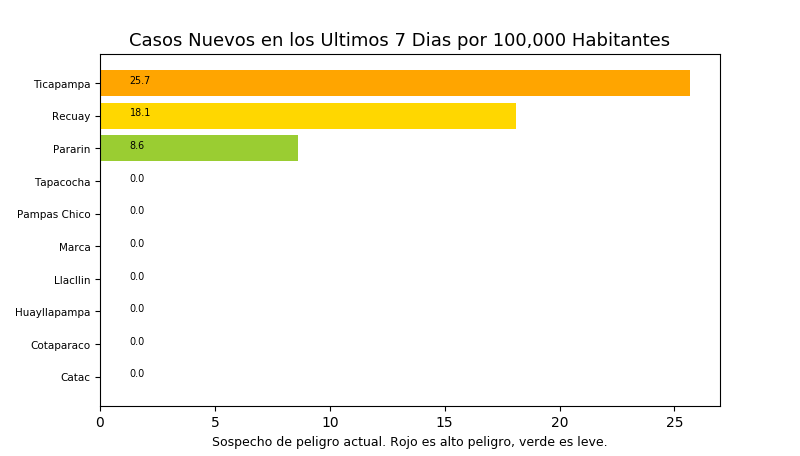 Casos Nuevos en los Ultimos 7 Dias por 100,000 Habitantes
Ticapampa 25.7
Recuay 18.1
Pararin 8.6
Tapacocha 0.0
Pampas Chico 0.0
Marca 0.0
Llacllin 0.0
Huayllapampa 0.0
Cotaparaco 0.0
Catac 0.0
0 5 10 15 20 25
Sospecho de peligro actual. Rojo es alto peligro, verde es leve.